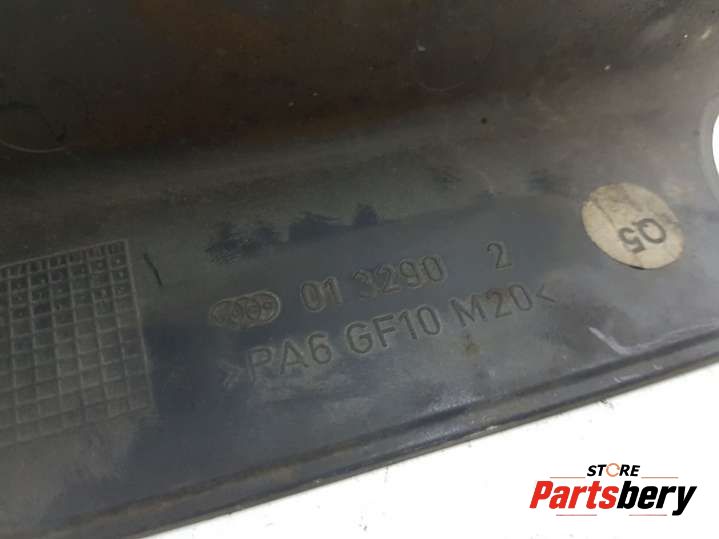 01 3290 2
>PA6 GF10 M20<
Q5
STORE
Partsbery